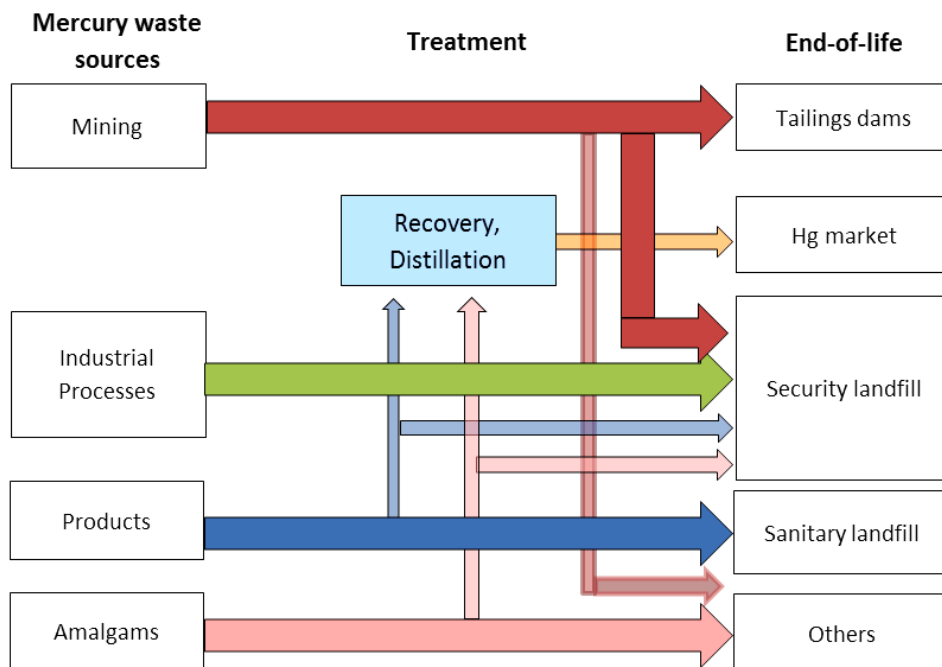 Mercury waste
sources
Treatment
End-of-life
Mining
Tailings dams
Recovery,
Distillation
Hg market
Industrial
Processes
Security landfill
Products
Sanitary landfill
Amalgams
Others